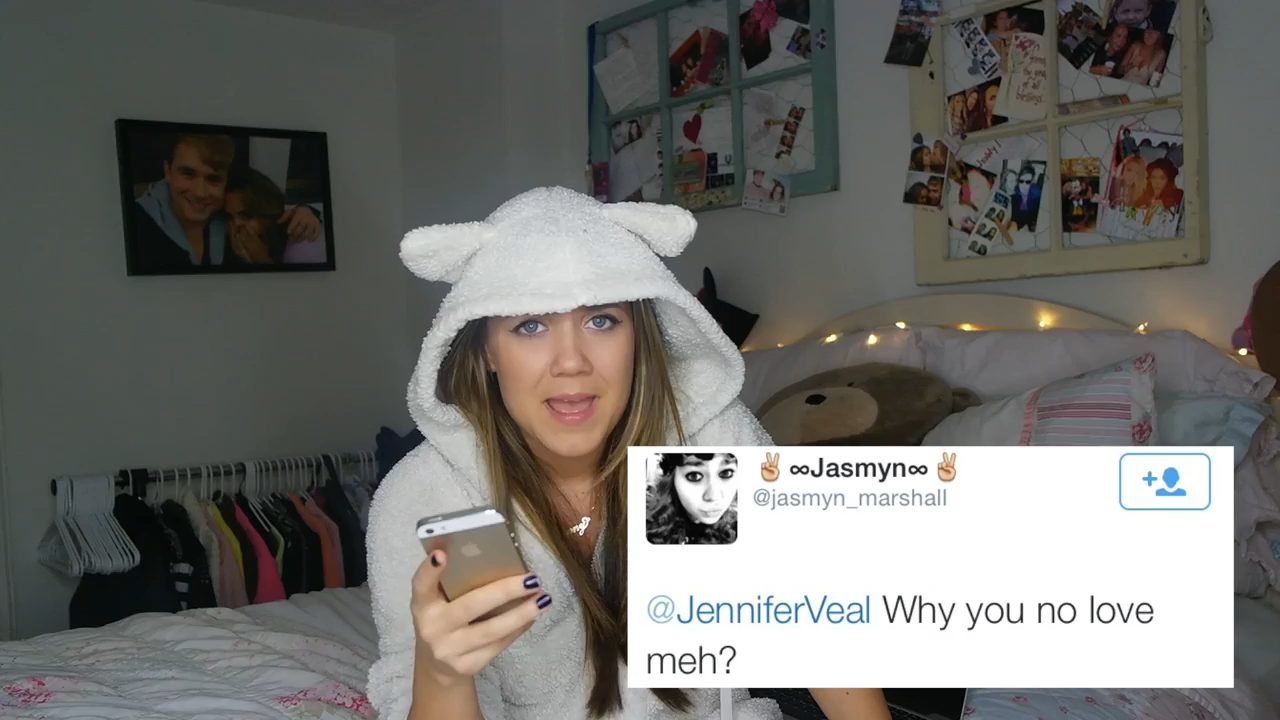 ✌️ ∞Jasmyn∞ ✌️
@jasmyn_marshall
@JenniferVeal Why you no love
meh?